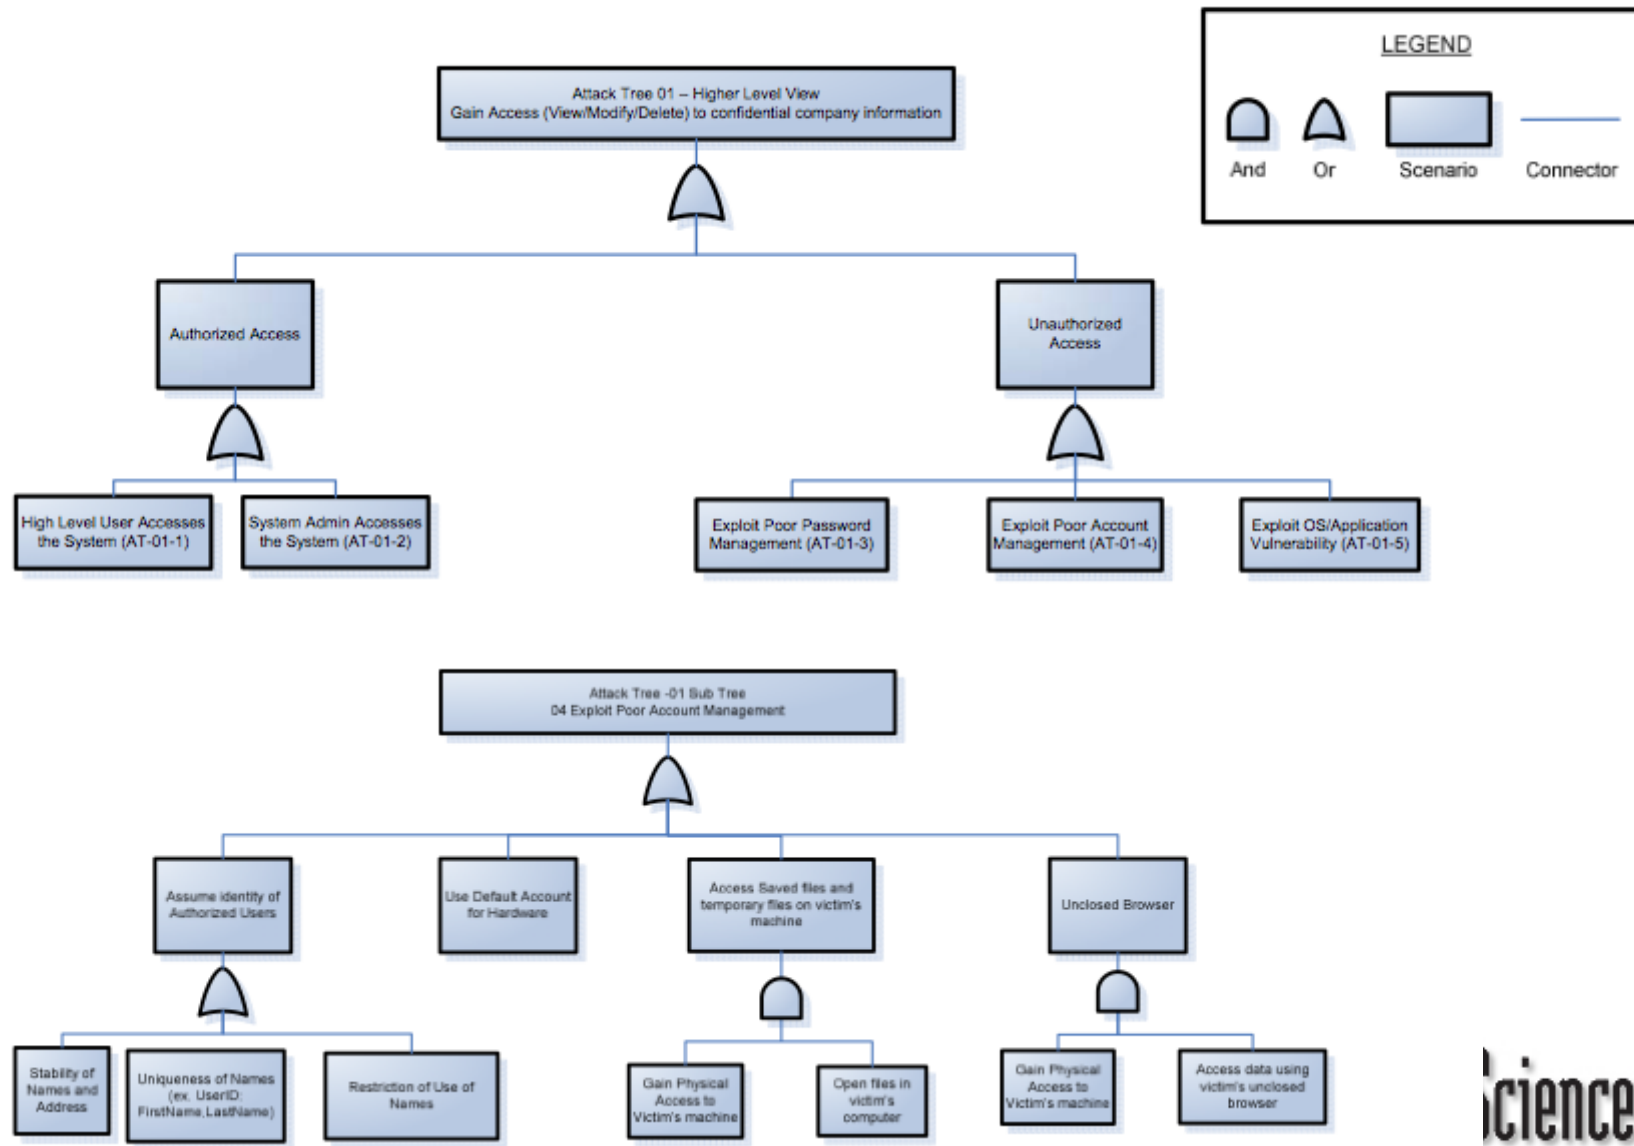 LEGEND
And
Or
Scenario
Connector
Attack Tree 01 – Higher Level View
Gain Access (View/Modify/Delete) to confidential company information
Authorized Access
Unauthorized
Access
High Level User Accesses
the System (AT-01-1)
System Admin Accesses
the System (AT-01-2)
Exploit Poor Password
Management (AT-01-3)
Exploit Poor Account
Management (AT-01-4)
Exploit OS/Application
Vulnerability (AT-01-5)
Attack Tree -01 Sub Tree
04 Exploit Poor Account Management
Assume identity of
Authorized Users
Use Default Account
for Hardware
Access Saved files and
temporary files on victim's
machine
Unclosed Browser
Stability of
Names and
Address
Uniqueness of Names
(ex. UserID:
FirstName,LastName)
Restriction of Use of
Names
Gain Physical
Access to
Victim's machine
Open files in
victim's
computer
Gain Physical
Access to
Victim's machine
Access data using
victim's unclosed
browser
Science